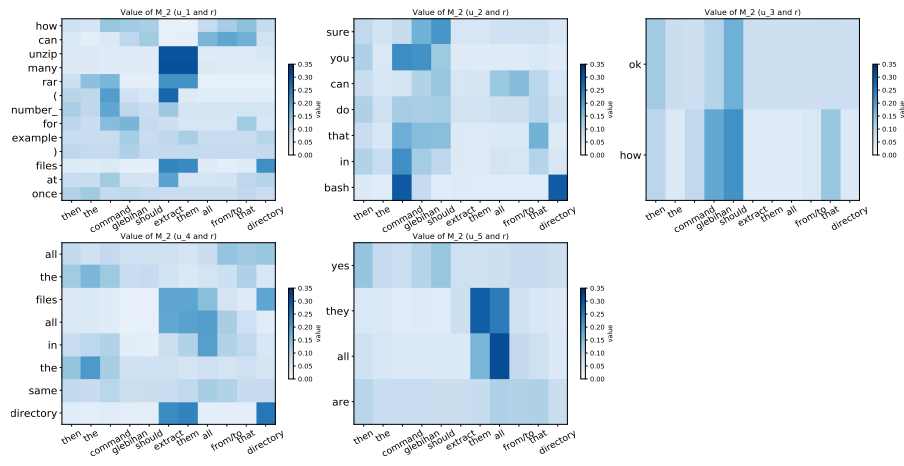 Value of M_2 (u_1 and r)
how
can
unzip
many
rar
(
number_
for
example
)
files
at
once
then
the
command
glebihan
should
extract
them
all
from/to
that
directory
0.35
0.30
0.25
0.20
0.15
0.10
0.05
0.00
value
Value of M_2 (u_2 and r)
sure
you
can
do
that
in
bash
then
the
command
glebihan
should
extract
them
all
from/to
that
directory
0.35
0.30
0.25
0.20
0.15
0.10
0.05
0.00
value
Value of M_2 (u_3 and r)
ok
how
then
the
command
glebihan
should
extract
them
all
from/to
that
directory
0.35
0.30
0.25
0.20
0.15
0.10
0.05
0.00
value
Value of M_2 (u_4 and r)
all
the
files
all
in
the
same
directory
then
the
command
glebihan
should
extract
them
all
from/to
that
directory
0.35
0.30
0.25
0.20
0.15
0.10
0.05
0.00
value
Value of M_2 (u_5 and r)
yes
they
all
are
then
the
command
glebihan
should
extract
them
all
from/to
that
directory
0.35
0.30
0.25
0.20
0.15
0.10
0.05
0.00
value